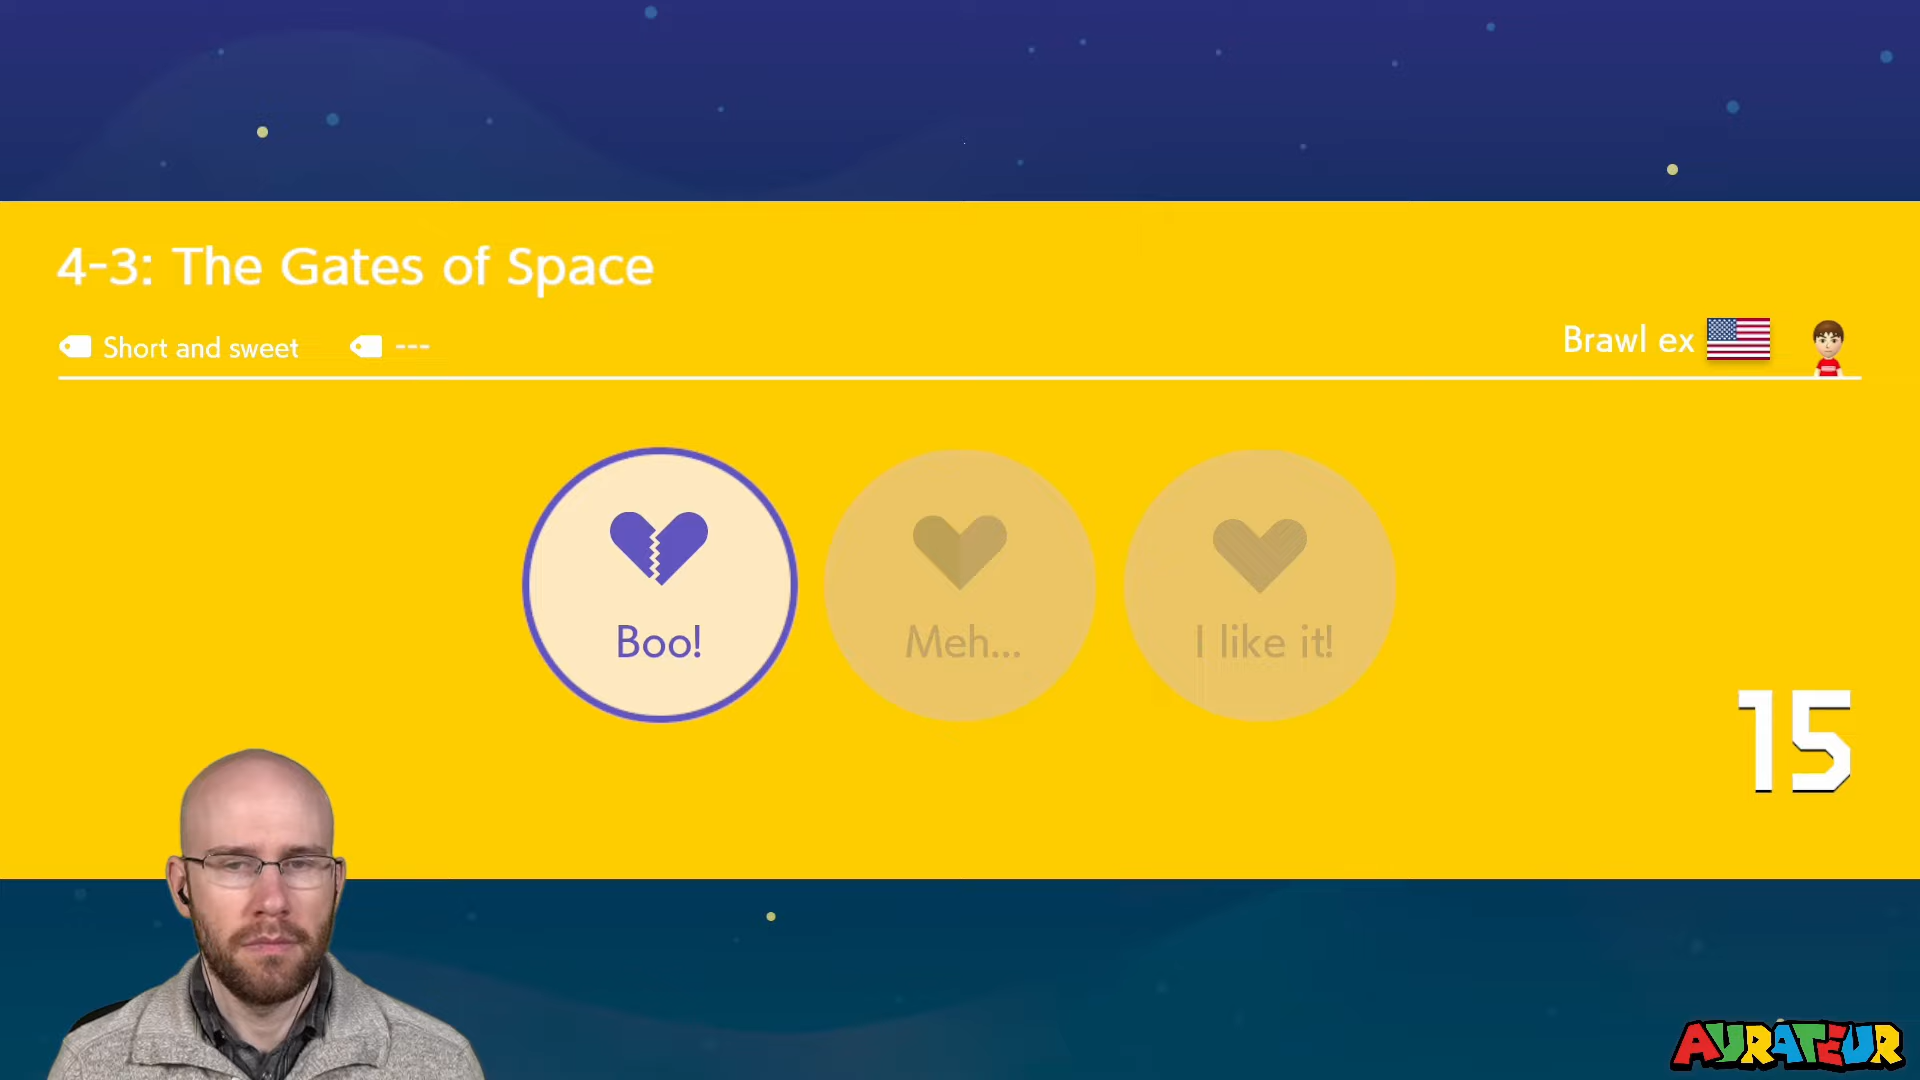 4-3: The Gates of Space
Short and sweet
---
Brawl ex
Boo!
Meh...
I like it!
15
AURATEUR